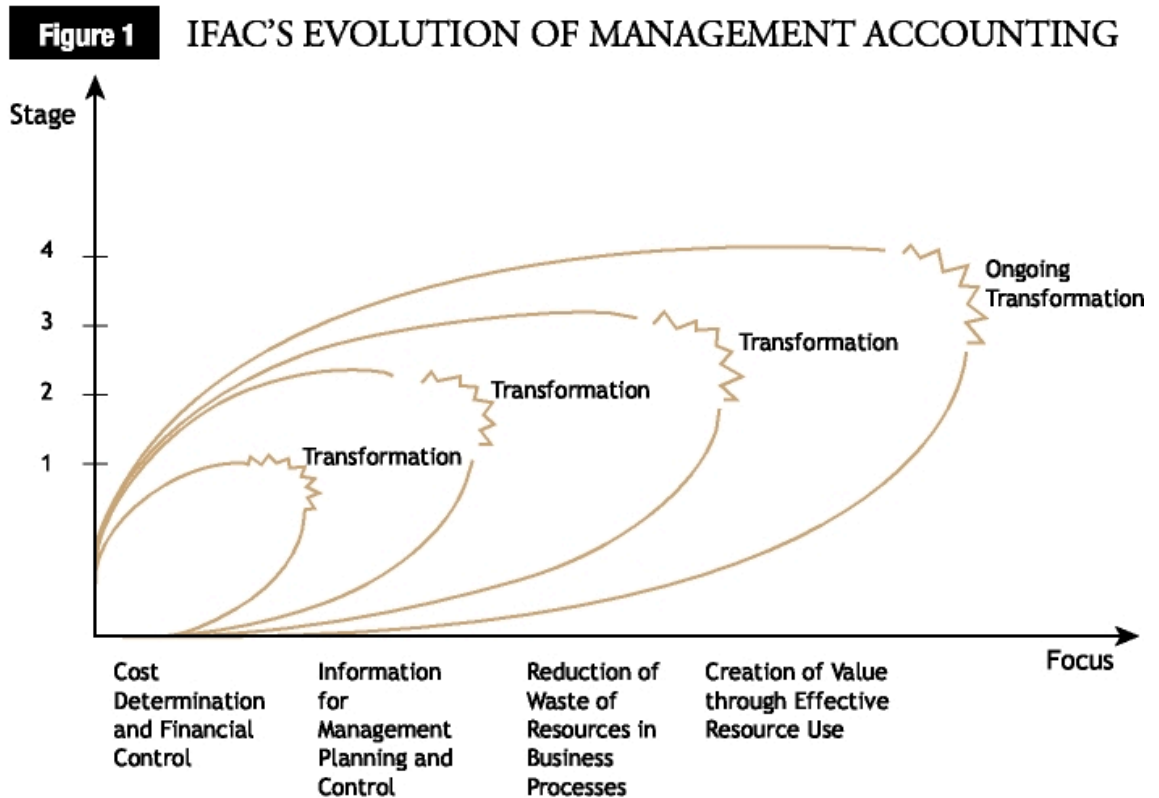 Figure 1 IFAC'S EVOLUTION OF MANAGEMENT ACCOUNTING
Stage
4
3
2
1
Ongoing
Transformation
Transformation
Transformation
Transformation
Focus
Cost
Determination
and Financial
Control
Information
for
Management
Planning and
Control
Reduction of
Waste of
Resources in
Business
Processes
Creation of Value
through Effective
Resource Use